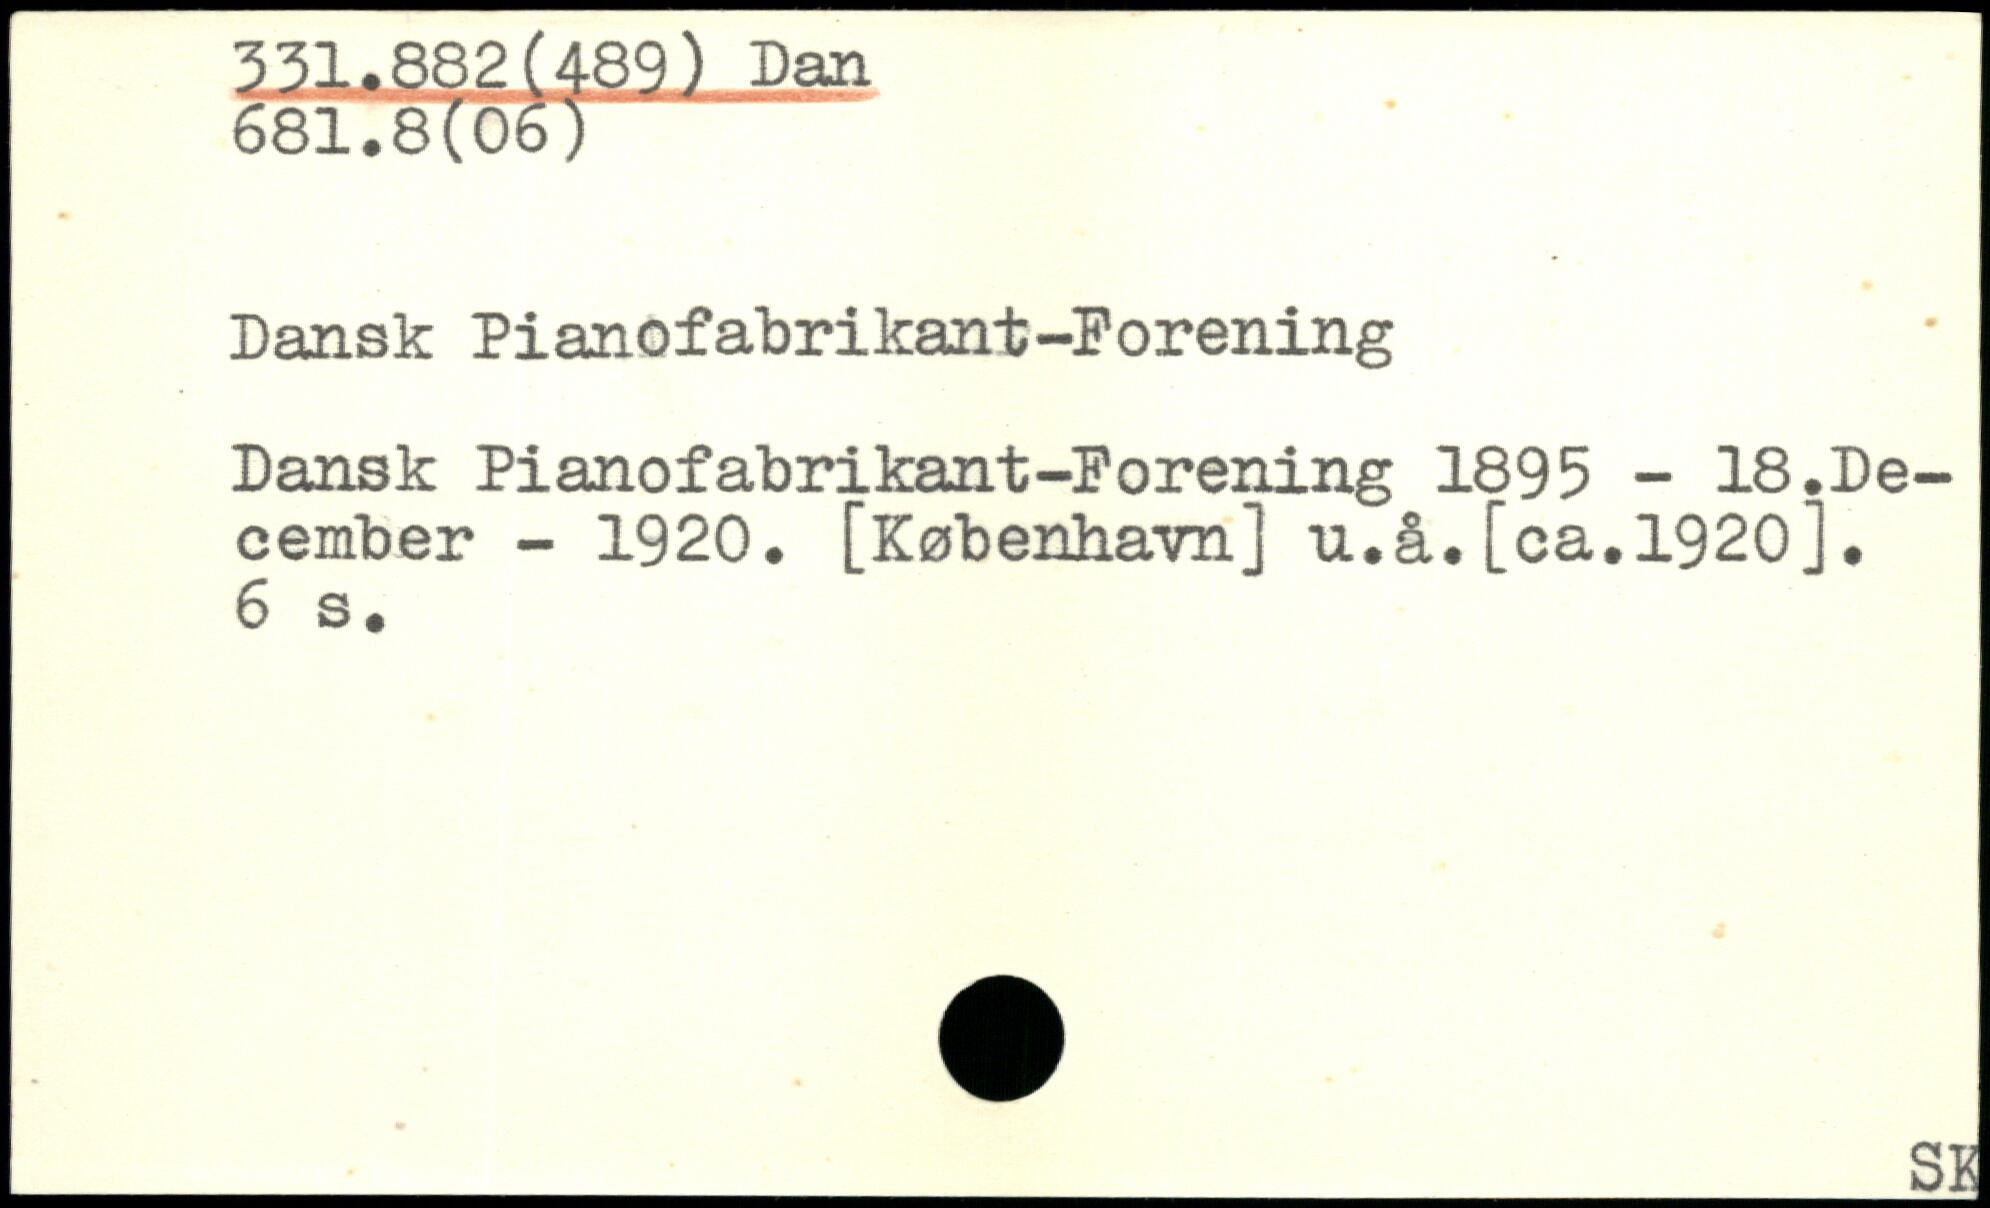 331.882(489) Dan
681.8(06)
Dansk Pianofabrikant-Forening
Dansk Pianofabrikant-Forening 1895 - 18.De-
cember - 1920. [København] u.å.[ca.1920].
6 s.
SK